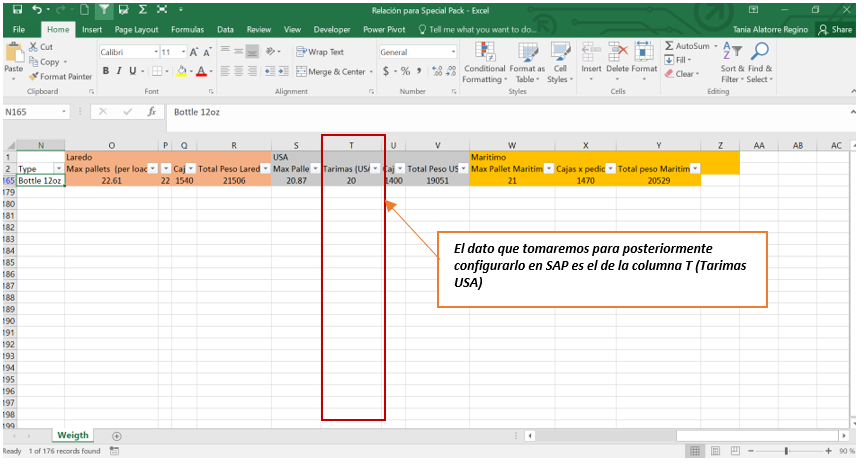 Relación para Special Pack - Excel
File Home Insert Page Layout Formulas Data Review View Developer Power Pivot Tell me what you want to do... Tania Alatorre Regino Share
Paste
Cut
Copy
Format Painter
Clipboard
Calibri 11
B I U
Font
Wrap Text
Merge & Center
Alignment
General
$ % ,
Number
Conditional Formatting
Format as Table
Cell Styles
Styles
Insert Delete Format
Cells
AutoSum
Fill
Clear
Sort & Filter
Find & Select
Editing
N165 fx Bottle 12oz
N O P Q R S T U V W X Y Z AA AB AC
1 Laredo USA Maritimo
2 Type Max pallets (per load Caj Total Peso Lared Max Palle Tarimas (USA Caj Total Peso US Max Pallet Maritim Cajas x pedid Total peso Maritim
165 Bottle 12oz 22.61 22 1540 21506 20.87 20 1400 19051 21 1470 20529
179
180
181
182
183
184
185
186
187
188
189
190
191
192
193
194
195
196
197
198
199
El dato que tomaremos para posteriormente
configurarlo en SAP es el de la columna T (Tarimas
USA)
Weigth
Ready 1 of 176 records found 90 %